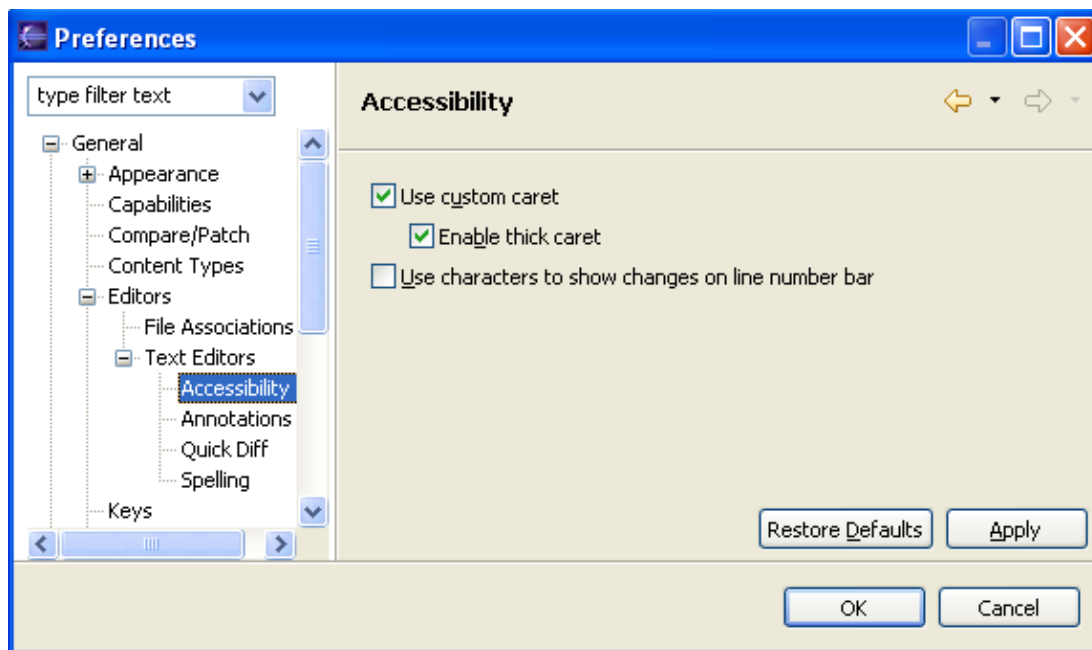 Preferences
type filter text
General
Appearance
Capabilities
Compare/Patch
Content Types
Editors
File Associations
Text Editors
Accessibility
Annotations
Quick Diff
Spelling
Keys
Accessibility
Use custom caret
Enable thick caret
Use characters to show changes on line number bar
Restore Defaults
Apply
OK
Cancel